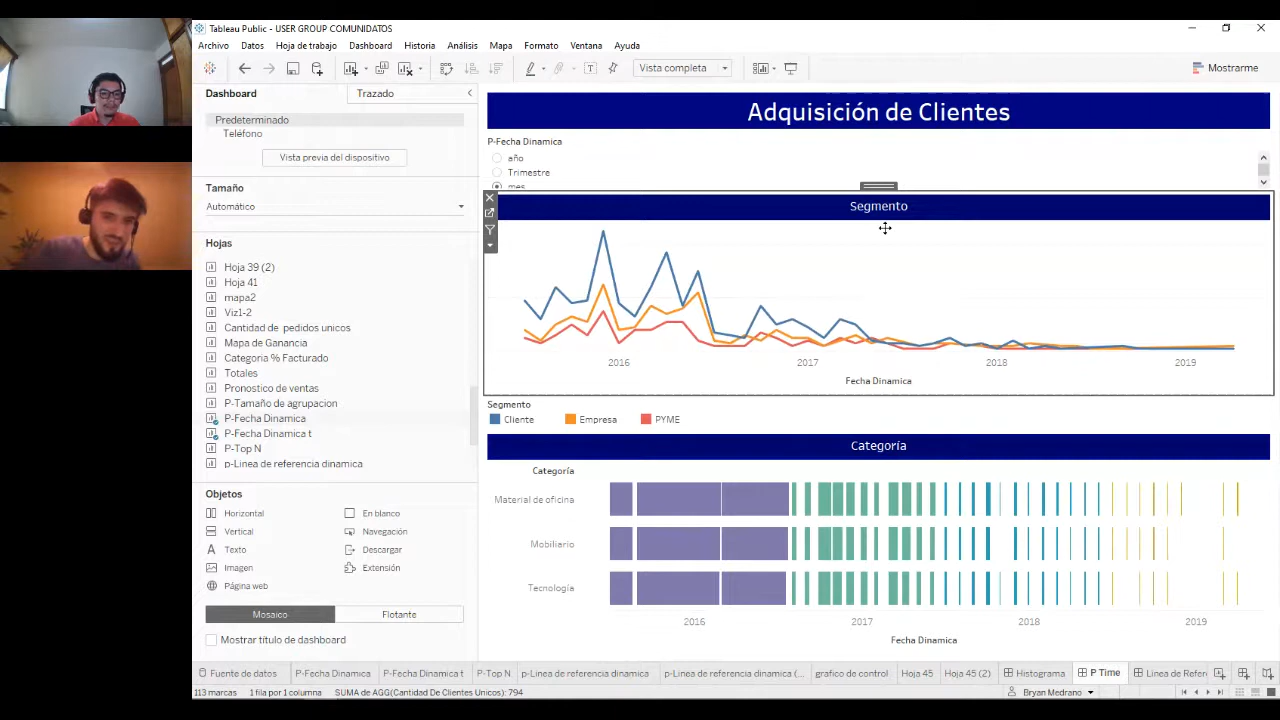 Tableau Public - USER GROUP COMUNIDATOS
Archivo Datos Hoja de trabajo Dashboard Historia Análisis Mapa Formato Ventana Ayuda
Vista completa
Mostrarme
Dashboard
Trazado
Predeterminado
Teléfono
Vista previa del dispositivo
Tamaño
Automático
Hojas
Hoja 39 (2)
Hoja 41
mapa2
Viz1-2
Cantidad de pedidos unicos
Mapa de Ganancia
Categoria % Facturado
Totales
Pronostico de ventas
P-Tamaño de agrupacion
P-Fecha Dinamica
P-Fecha Dinamica t
P-Top N
p-Linea de referencia dinamica
Objetos
Horizontal En blanco
Vertical Navegación
Texto Descargar
Imagen Extensión
Página web
Mosaico Flotante
Mostrar título de dashboard
Adquisición de Clientes
P-Fecha Dinamica
año
Trimestre
mes
Segmento
2016 2017 2018 2019
Fecha Dinamica
Segmento
Cliente Empresa PYME
Categoría
Categoría
Material de oficina
Mobiliario
Tecnología
2016 2017 2018 2019
Fecha Dinamica
Fuente de datos P-Fecha Dinamica P-Fecha Dinamica t P-Top N p-Linea de referencia dinamica p-Linea de referencia dinamica (... grafico de control Hoja 45 Hoja 45 (2) Histograma P Time Linea de Refer
113 marcas 1 fila por 1 columna SUMA de AGG(Cantidad De Clientes Unicos): 794
Bryan Medrano